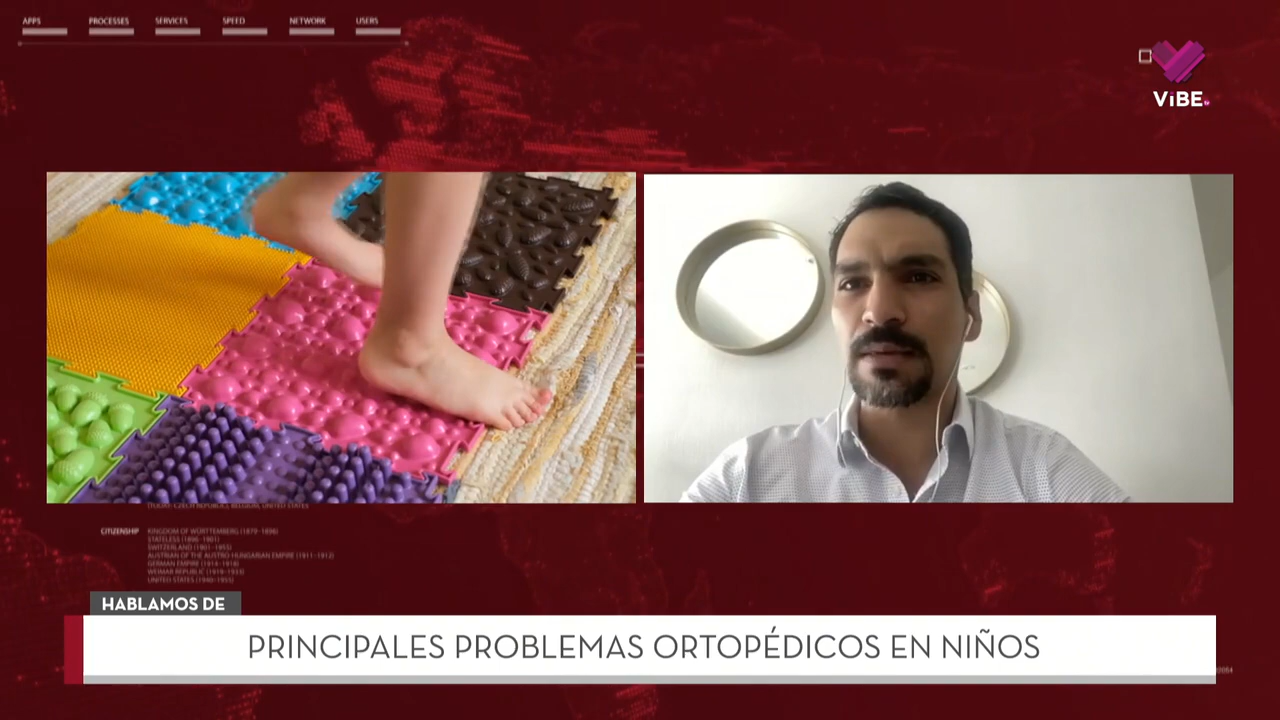 APPS PROCESSES SERVICES SPEED NETWORK USERS
ViBE tv
CITIZENSHIP KINGDOM OF WÜRTTEMBERG (1879-1896)
STATELESS (1896-1901)
SWITZERLAND (1901-1955)
AUSTRIAN OF THE AUSTRO-HUNGARIAN EMPIRE (1911-1912)
GERMAN EMPIRE (1914-1918)
WEIMAR REPUBLIC (1919-1933)
UNITED STATES (1940-1955)
HABLAMOS DE
PRINCIPALES PROBLEMAS ORTOPÉDICOS EN NIÑOS